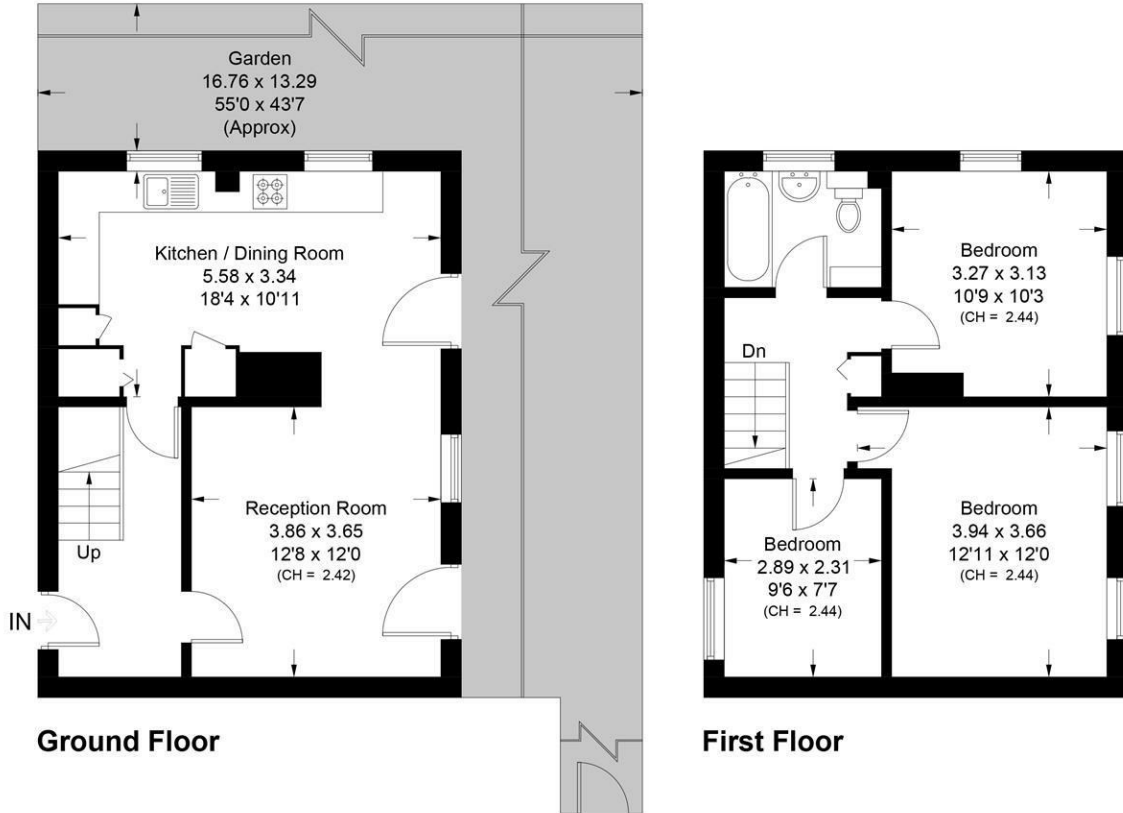 Garden
16.76 x 13.29
55'0 x 43'7
(Approx)
Kitchen / Dining Room
5.58 x 3.34
18'4 x 10'11
Up
Reception Room
3.86 x 3.65
12'8 x 12'0
(CH = 2.42)
IN
Ground Floor
Bedroom
3.27 x 3.13
10'9 x 10'3
(CH = 2.44)
Dn
Bedroom
2.89 x 2.31
9'6 x 7'7
(CH = 2.44)
Bedroom
3.94 x 3.66
12'11 x 12'0
(CH = 2.44)
First Floor